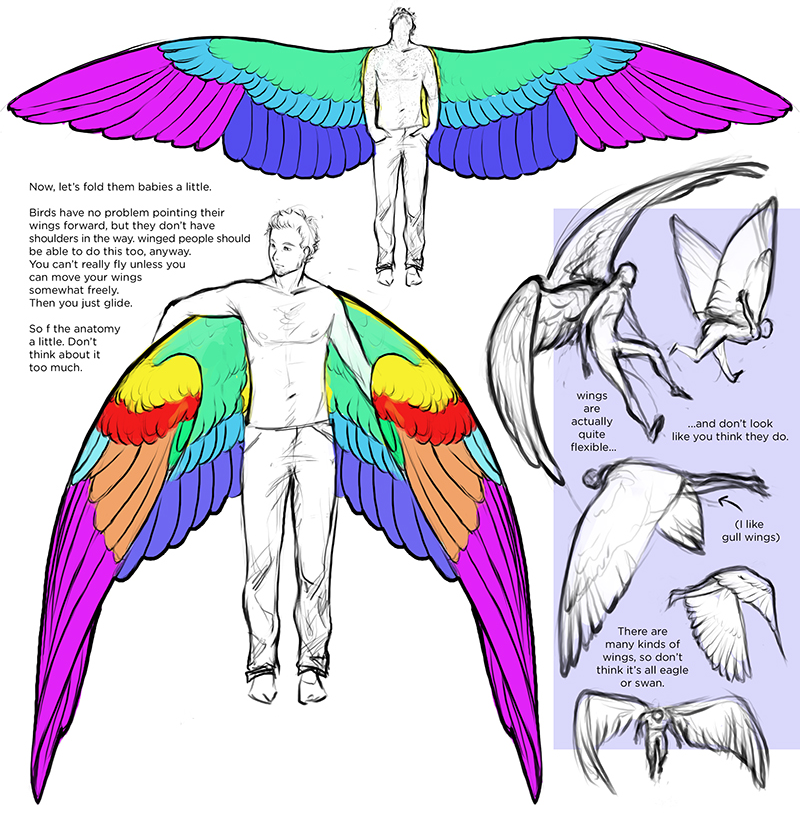 Now, let's fold them babies a little.
Birds have no problem pointing their
wings forward, but they don't have
shoulders in the way. winged people should
be able to do this too, anyway.
You can't really fly unless you
can move your wings
somewhat freely.
Then you just glide.
So f the anatomy
a little. Don't
think about it
too much.
wings
are
actually
quite
flexible...
...and don't look
like you think they do.
(I like
gull wings)
There are
many kinds of
wings, so don't
think it's all eagle
or swan.